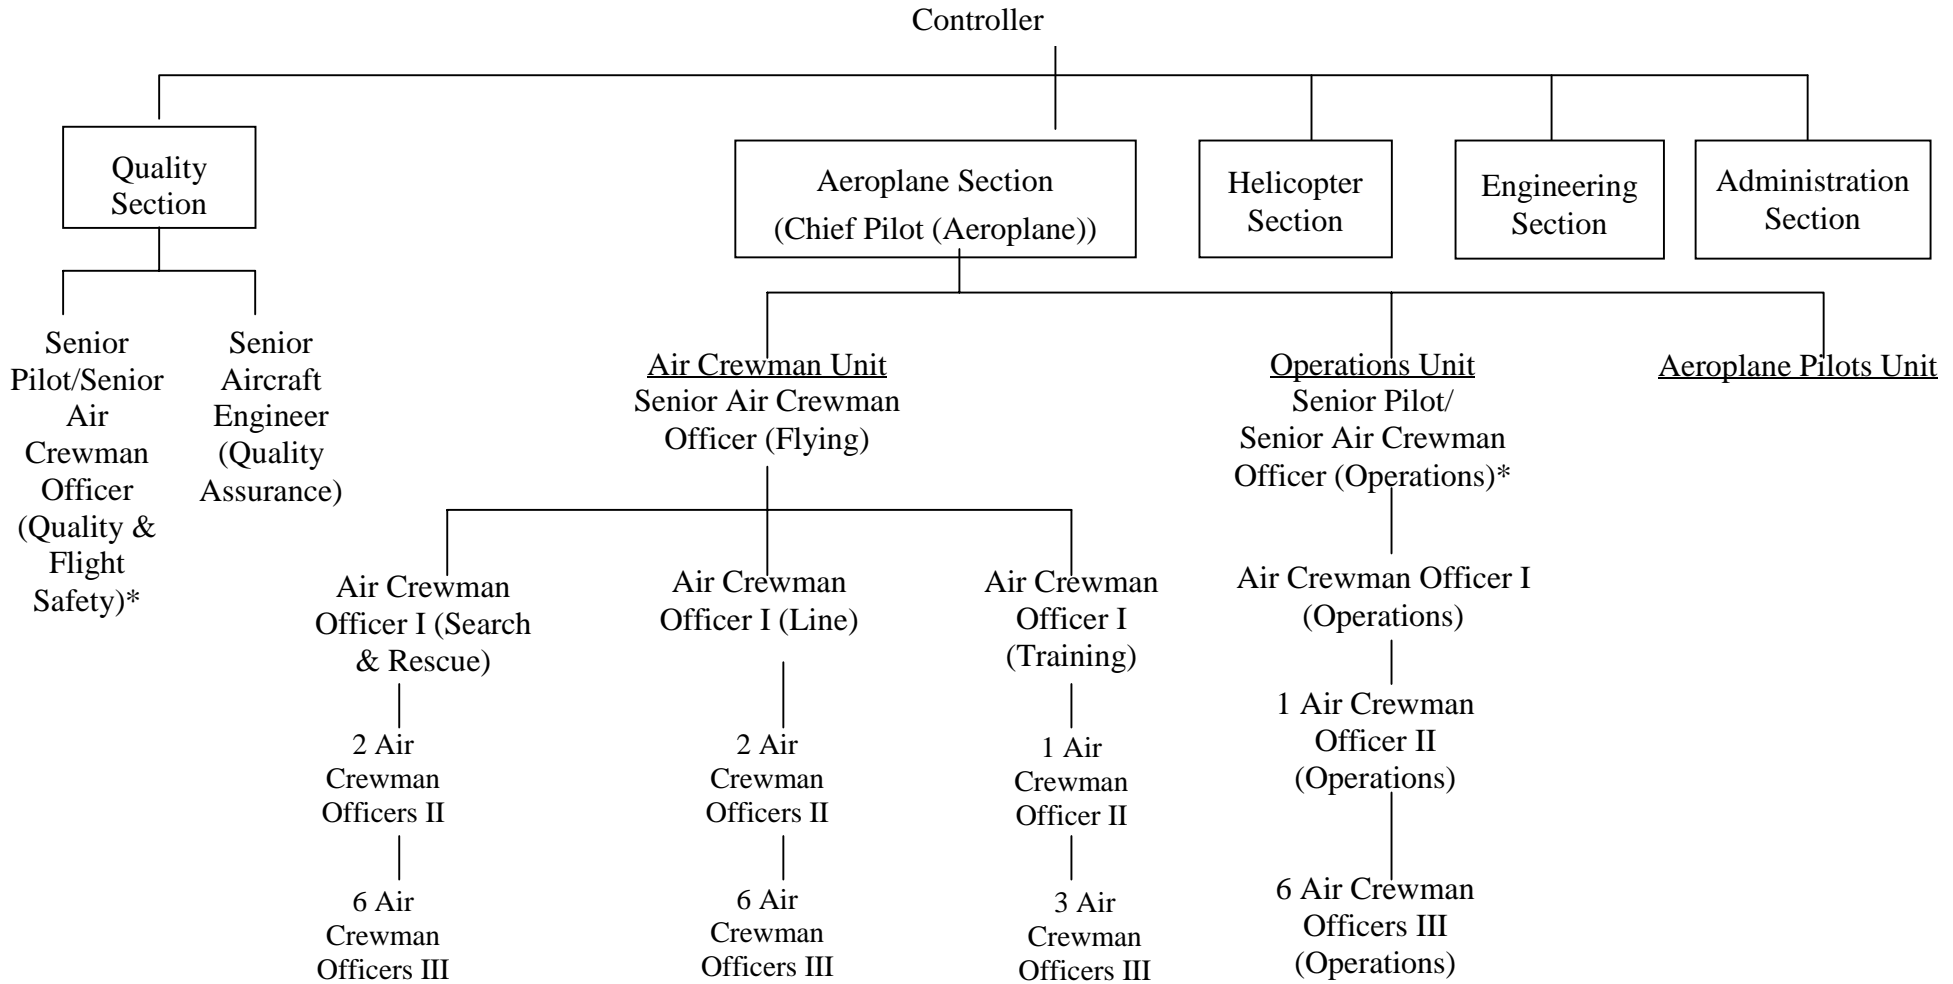 Controller
Quality
Section
Aeroplane Section
(Chief Pilot (Aeroplane))
Helicopter
Section
Engineering
Section
Administration
Section
Senior
Pilot/Senior
Air
Crewman
Officer
(Quality &
Flight
Safety)*
Senior
Aircraft
Engineer
(Quality
Assurance)
Air Crewman Unit
Senior Air Crewman
Officer (Flying)
Operations Unit
Senior Pilot/
Senior Air Crewman
Officer (Operations)*
Aeroplane Pilots Unit
Air Crewman
Officer I (Search
& Rescue)
Air Crewman
Officer I (Line)
Air Crewman
Officer I
(Training)
Air Crewman Officer I
(Operations)
2 Air
Crewman
Officers II
2 Air
Crewman
Officers II
1 Air
Crewman
Officer II
1 Air Crewman
Officer II
(Operations)
6 Air
Crewman
Officers III
6 Air
Crewman
Officers III
3 Air
Crewman
Officers III
6 Air Crewman
Officers III
(Operations)